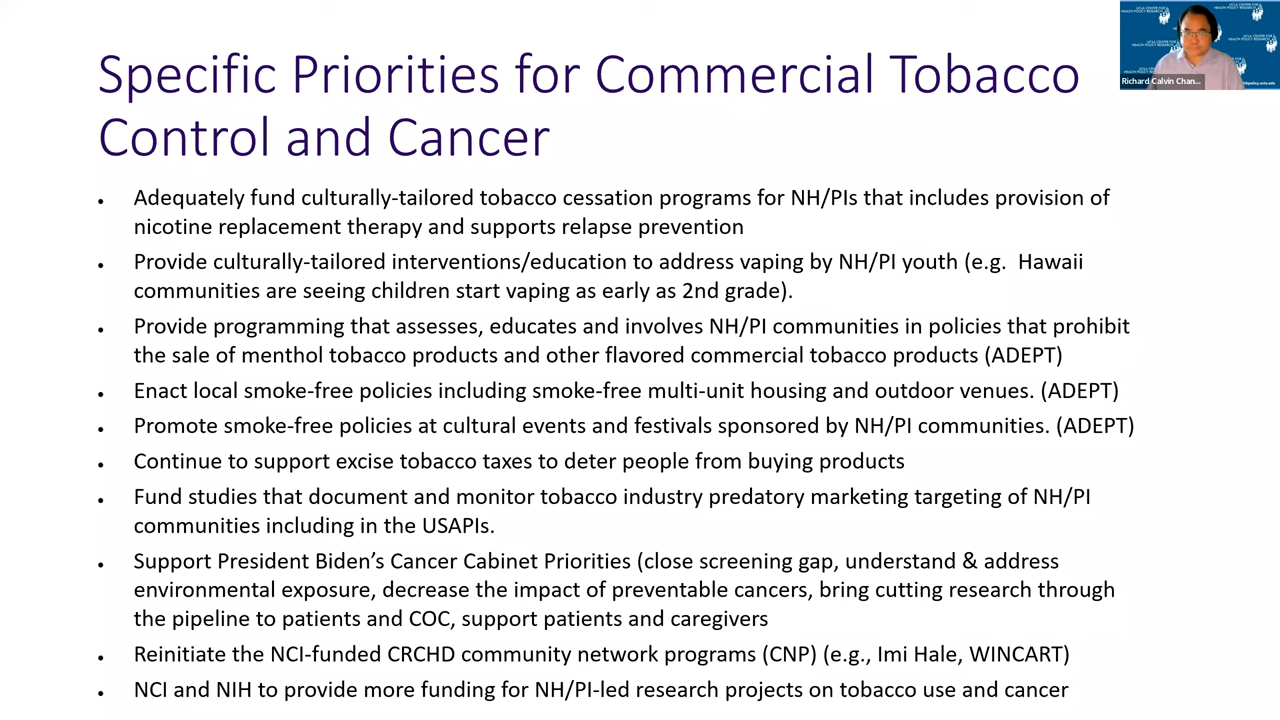 Specific Priorities for Commercial Tobacco
Control and Cancer
• Adequately fund culturally-tailored tobacco cessation programs for NH/PIs that includes provision of
nicotine replacement therapy and supports relapse prevention
• Provide culturally-tailored interventions/education to address vaping by NH/PI youth (e.g.  Hawaii
communities are seeing children start vaping as early as 2nd grade).
• Provide programming that assesses, educates and involves NH/PI communities in policies that prohibit
the sale of menthol tobacco products and other flavored commercial tobacco products (ADEPT)
• Enact local smoke-free policies including smoke-free multi-unit housing and outdoor venues. (ADEPT)
• Promote smoke-free policies at cultural events and festivals sponsored by NH/PI communities. (ADEPT)
• Continue to support excise tobacco taxes to deter people from buying products
• Fund studies that document and monitor tobacco industry predatory marketing targeting of NH/PI
communities including in the USAPIs.
• Support President Biden’s Cancer Cabinet Priorities (close screening gap, understand & address
environmental exposure, decrease the impact of preventable cancers, bring cutting research through
the pipeline to patients and COC, support patients and caregivers
• Reinitiate the NCI-funded CRCHD community network programs (CNP) (e.g., Imi Hale, WINCART)
• NCI and NIH to provide more funding for NH/PI-led research projects on tobacco use and cancer
UCLA CENTER FOR
HEALTH POLICY RESEARCH
Richard Calvin Chan...